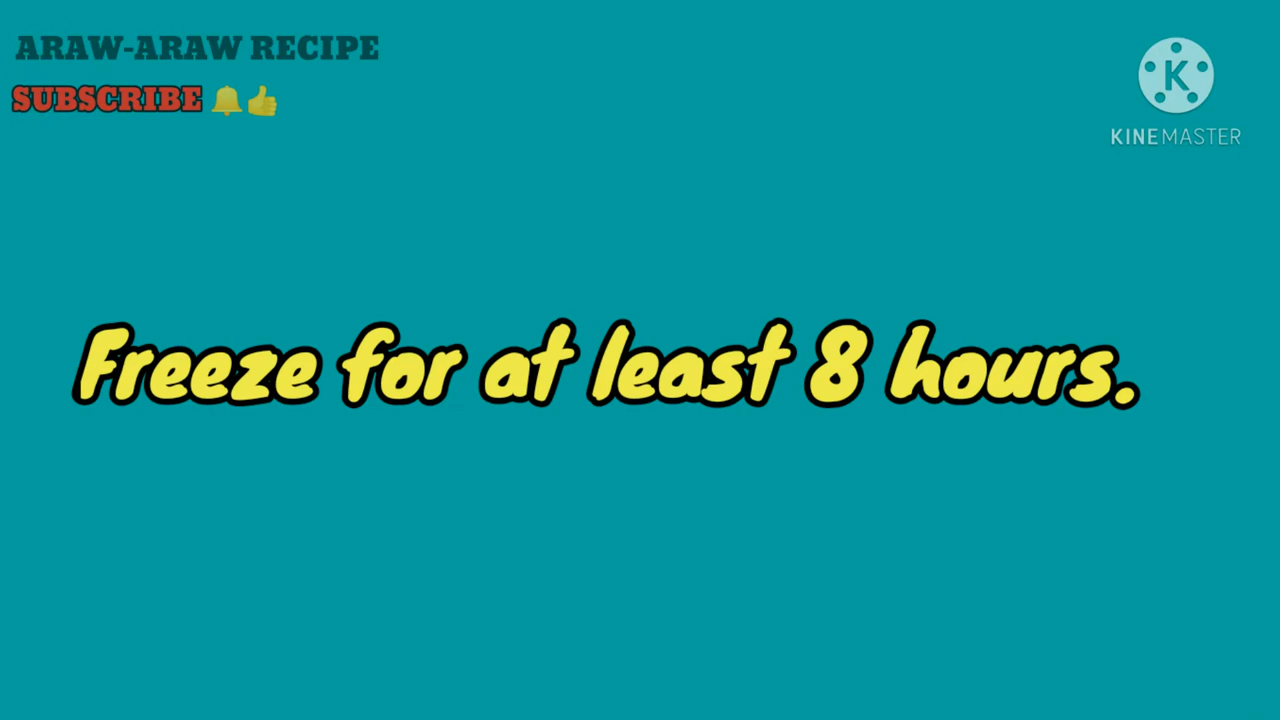 ARAW-ARAW RECIPE
SUBSCRIBE 🔔👍
K
KINEMASTER
Freeze for at least 8 hours.